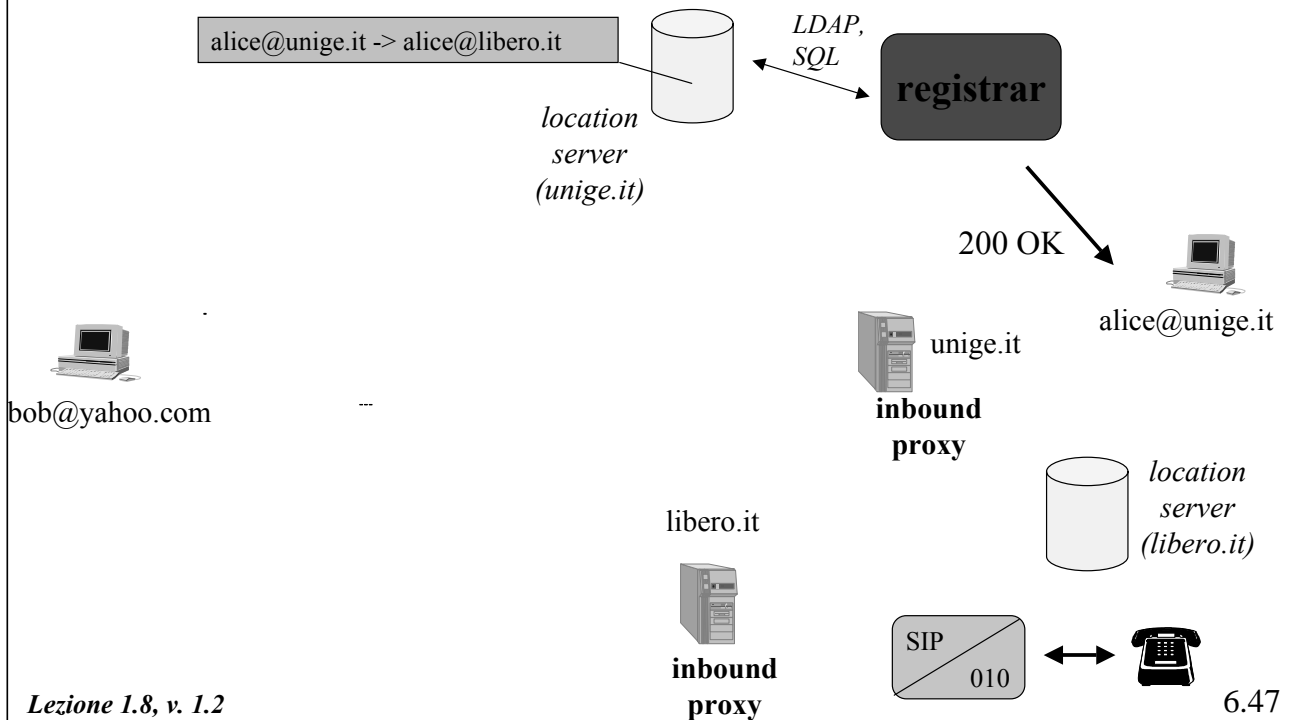 alice@unige.it -> alice@libero.it
LDAP,
SQL
registrar
location
server
(unige.it)
200 OK
alice@unige.it
unige.it
inbound
proxy
bob@yahoo.com
location
server
(libero.it)
libero.it
inbound
proxy
SIP
010
Lezione 1.8, v. 1.2
6.47